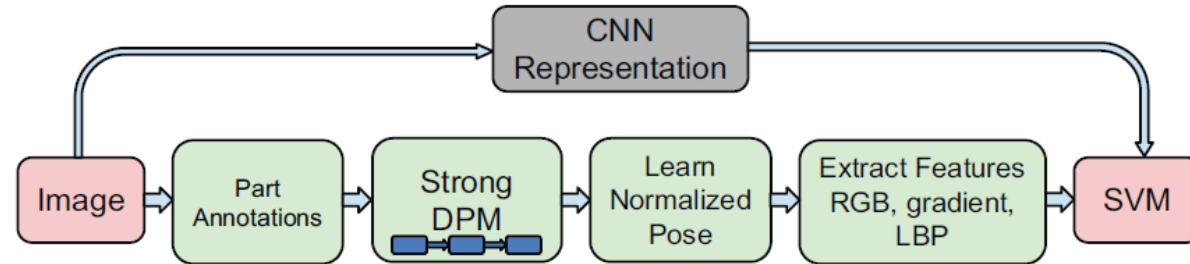 CNN
Representation
Image
Part
Annotations
Strong
DPM
Learn
Normalized
Pose
Extract Features
RGB, gradient,
LBP
SVM